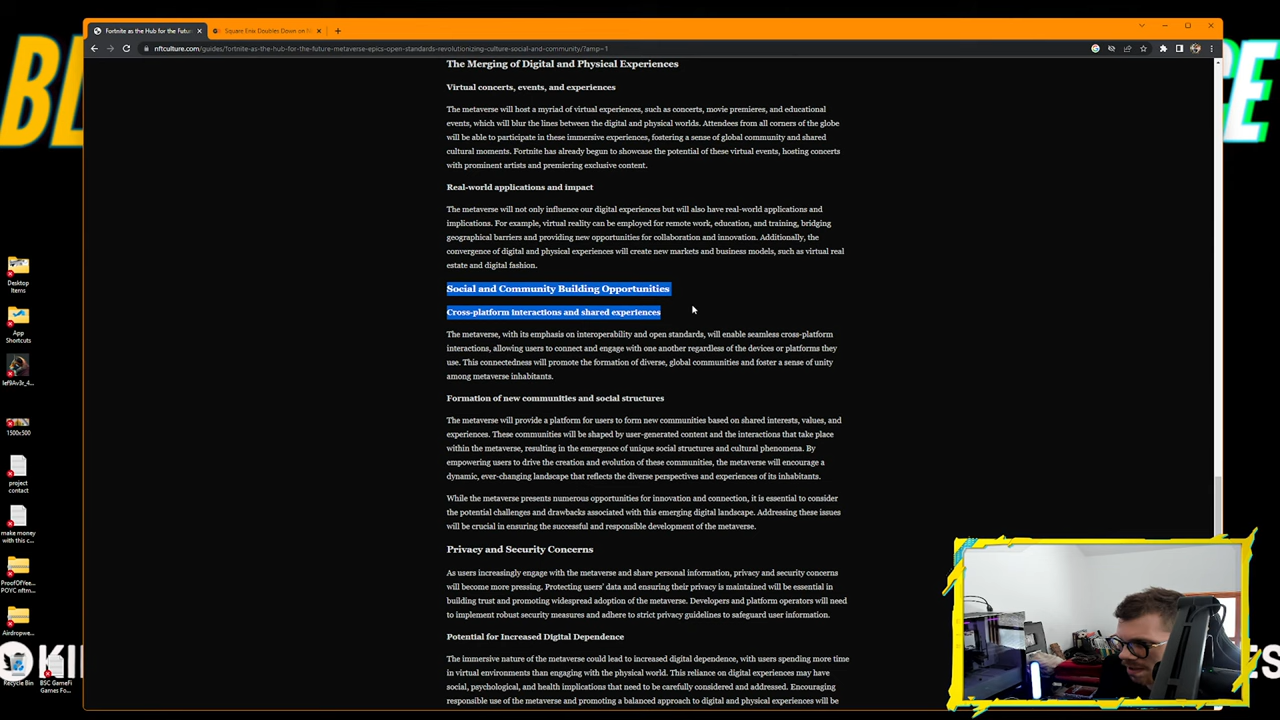 Fortnite as the Hub for the Futur
Square Enix Doubles Down on
nftculture.com/guides/fortnite-as-the-hub-for-the-future-metaverse-epics-open-standards-revolutionizing-culture-social-and-community/?amp=1
The Merging of Digital and Physical Experiences
Virtual concerts, events, and experiences
The metaverse will host a myriad of virtual experiences, such as concerts, movie premieres, and educational
events, which will blur the lines between the digital and physical worlds. Attendees from all corners of the globe
will be able to participate in these immersive experiences, fostering a sense of global community and shared
cultural moments. Fortnite has already begun to showcase the potential of these virtual events, hosting concerts
with prominent artists and premiering exclusive content.
Real-world applications and impact
The metaverse will not only influence our digital experiences but will also have real-world applications and
implications. For example, virtual reality can be employed for remote work, education, and training, bridging
geographical barriers and providing new opportunities for collaboration and innovation. Additionally, the
convergence of digital and physical experiences will create new markets and business models, such as virtual real
estate and digital fashion.
Social and Community Building Opportunities
Cross-platform interactions and shared experiences
The metaverse, with its emphasis on interoperability and open standards, will enable seamless cross-platform
interactions, allowing users to connect and engage with one another regardless of the devices or platforms they
use. This connectedness will promote the formation of diverse, global communities and foster a sense of unity
among metaverse inhabitants.
Formation of new communities and social structures
The metaverse will provide a platform for users to form new communities based on shared interests, values, and
experiences. These communities will be shaped by user-generated content and the interactions that take place
within the metaverse, resulting in the emergence of unique social structures and cultural phenomena. By
empowering users to drive the creation and evolution of these communities, the metaverse will encourage a
dynamic, ever-changing landscape that reflects the diverse perspectives and experiences of its inhabitants.
While the metaverse presents numerous opportunities for innovation and connection, it is essential to consider
the potential challenges and drawbacks associated with this emerging digital landscape. Addressing these issues
will be crucial in ensuring the successful and responsible development of the metaverse.
Privacy and Security Concerns
As users increasingly engage with the metaverse and share personal information, privacy and security concerns
will become more pressing. Protecting users' data and ensuring their privacy is maintained will be essential in
building trust and promoting widespread adoption of the metaverse. Developers and platform operators will need
to implement robust security measures and adhere to strict privacy guidelines to safeguard user information.
Potential for Increased Digital Dependence
The immersive nature of the metaverse could lead to increased digital dependence, with users spending more time
in virtual environments than engaging with the physical world. This reliance on digital experiences may have
social, psychological, and health implications that need to be carefully considered and addressed. Encouraging
responsible use of the metaverse and promoting a balanced approach to digital and physical experiences will be
Desktop
Items
App
Shortcuts
1500x500
project
contact
make money
with this c...
ProofOfYee...
POYC nftm...
Airdropwe...
Recycle Bin
BSC GameFi
Games Fo...